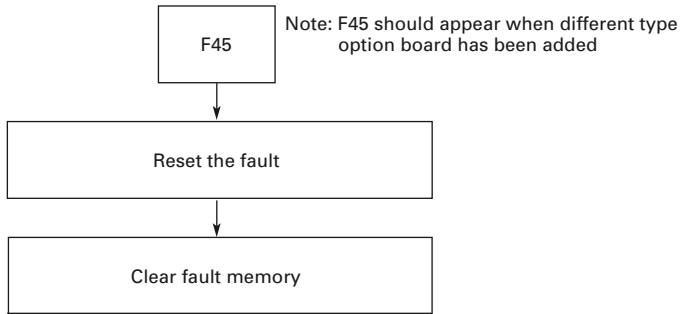 F45
Note: F45 should appear when different type
option board has been added
Reset the fault
Clear fault memory